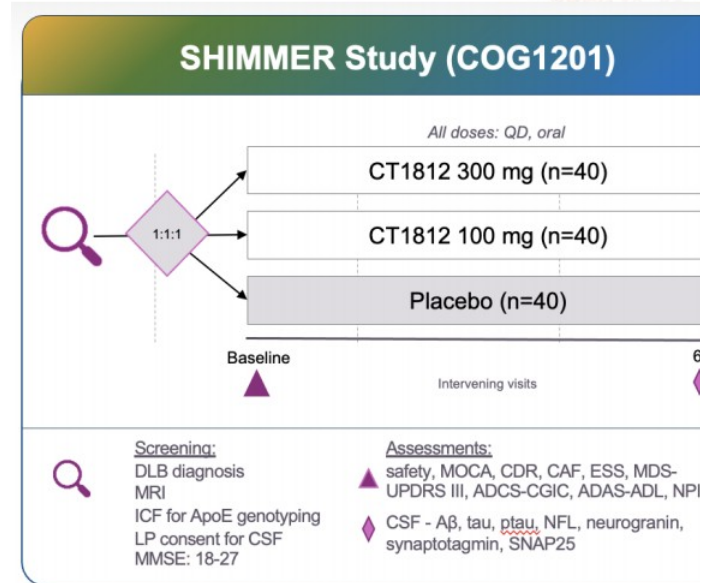 SHIMMER Study (COG1201)
All doses: QD, oral
CT1812 300 mg (n=40)
1:1:1
CT1812 100 mg (n=40)
Placebo (n=40)
Baseline
6
Intervening visits
Screening:
DLB diagnosis
MRI
ICF for ApoE genotyping
LP consent for CSF
MMSE: 18-27
Assessments:
safety, MOCA, CDR, CAF, ESS, MDS-
UPDRS III, ADCS-CGIC, ADAS-ADL, NPI
CSF - Aβ, tau, ptau, NFL, neurogranin,
synaptotagmin, SNAP25